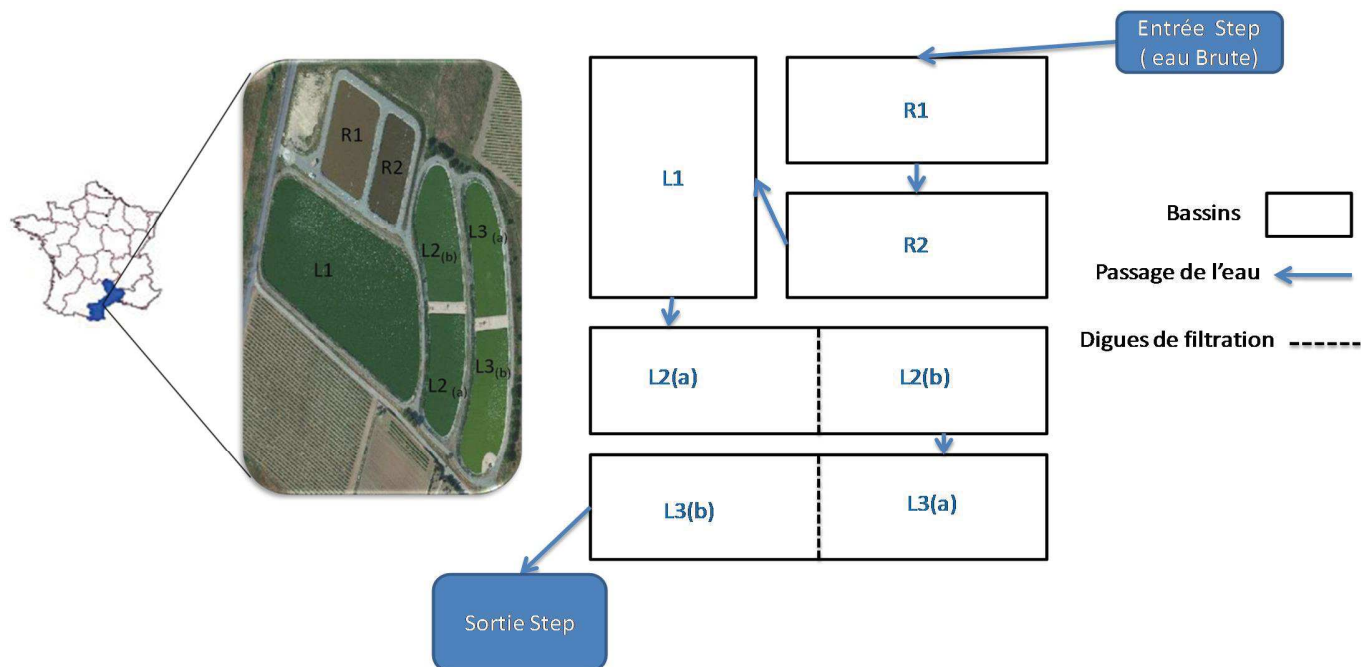 Entrée Step
( eau Brute)
R1
R2
L1
L2(a)
L2(b)
L3(b)
L3(a)
Sortie Step
Bassins
Passage de l'eau
Digues de filtration
R1
R2
L1
L2(b)
L3(a)
L2(a)
L3(b)